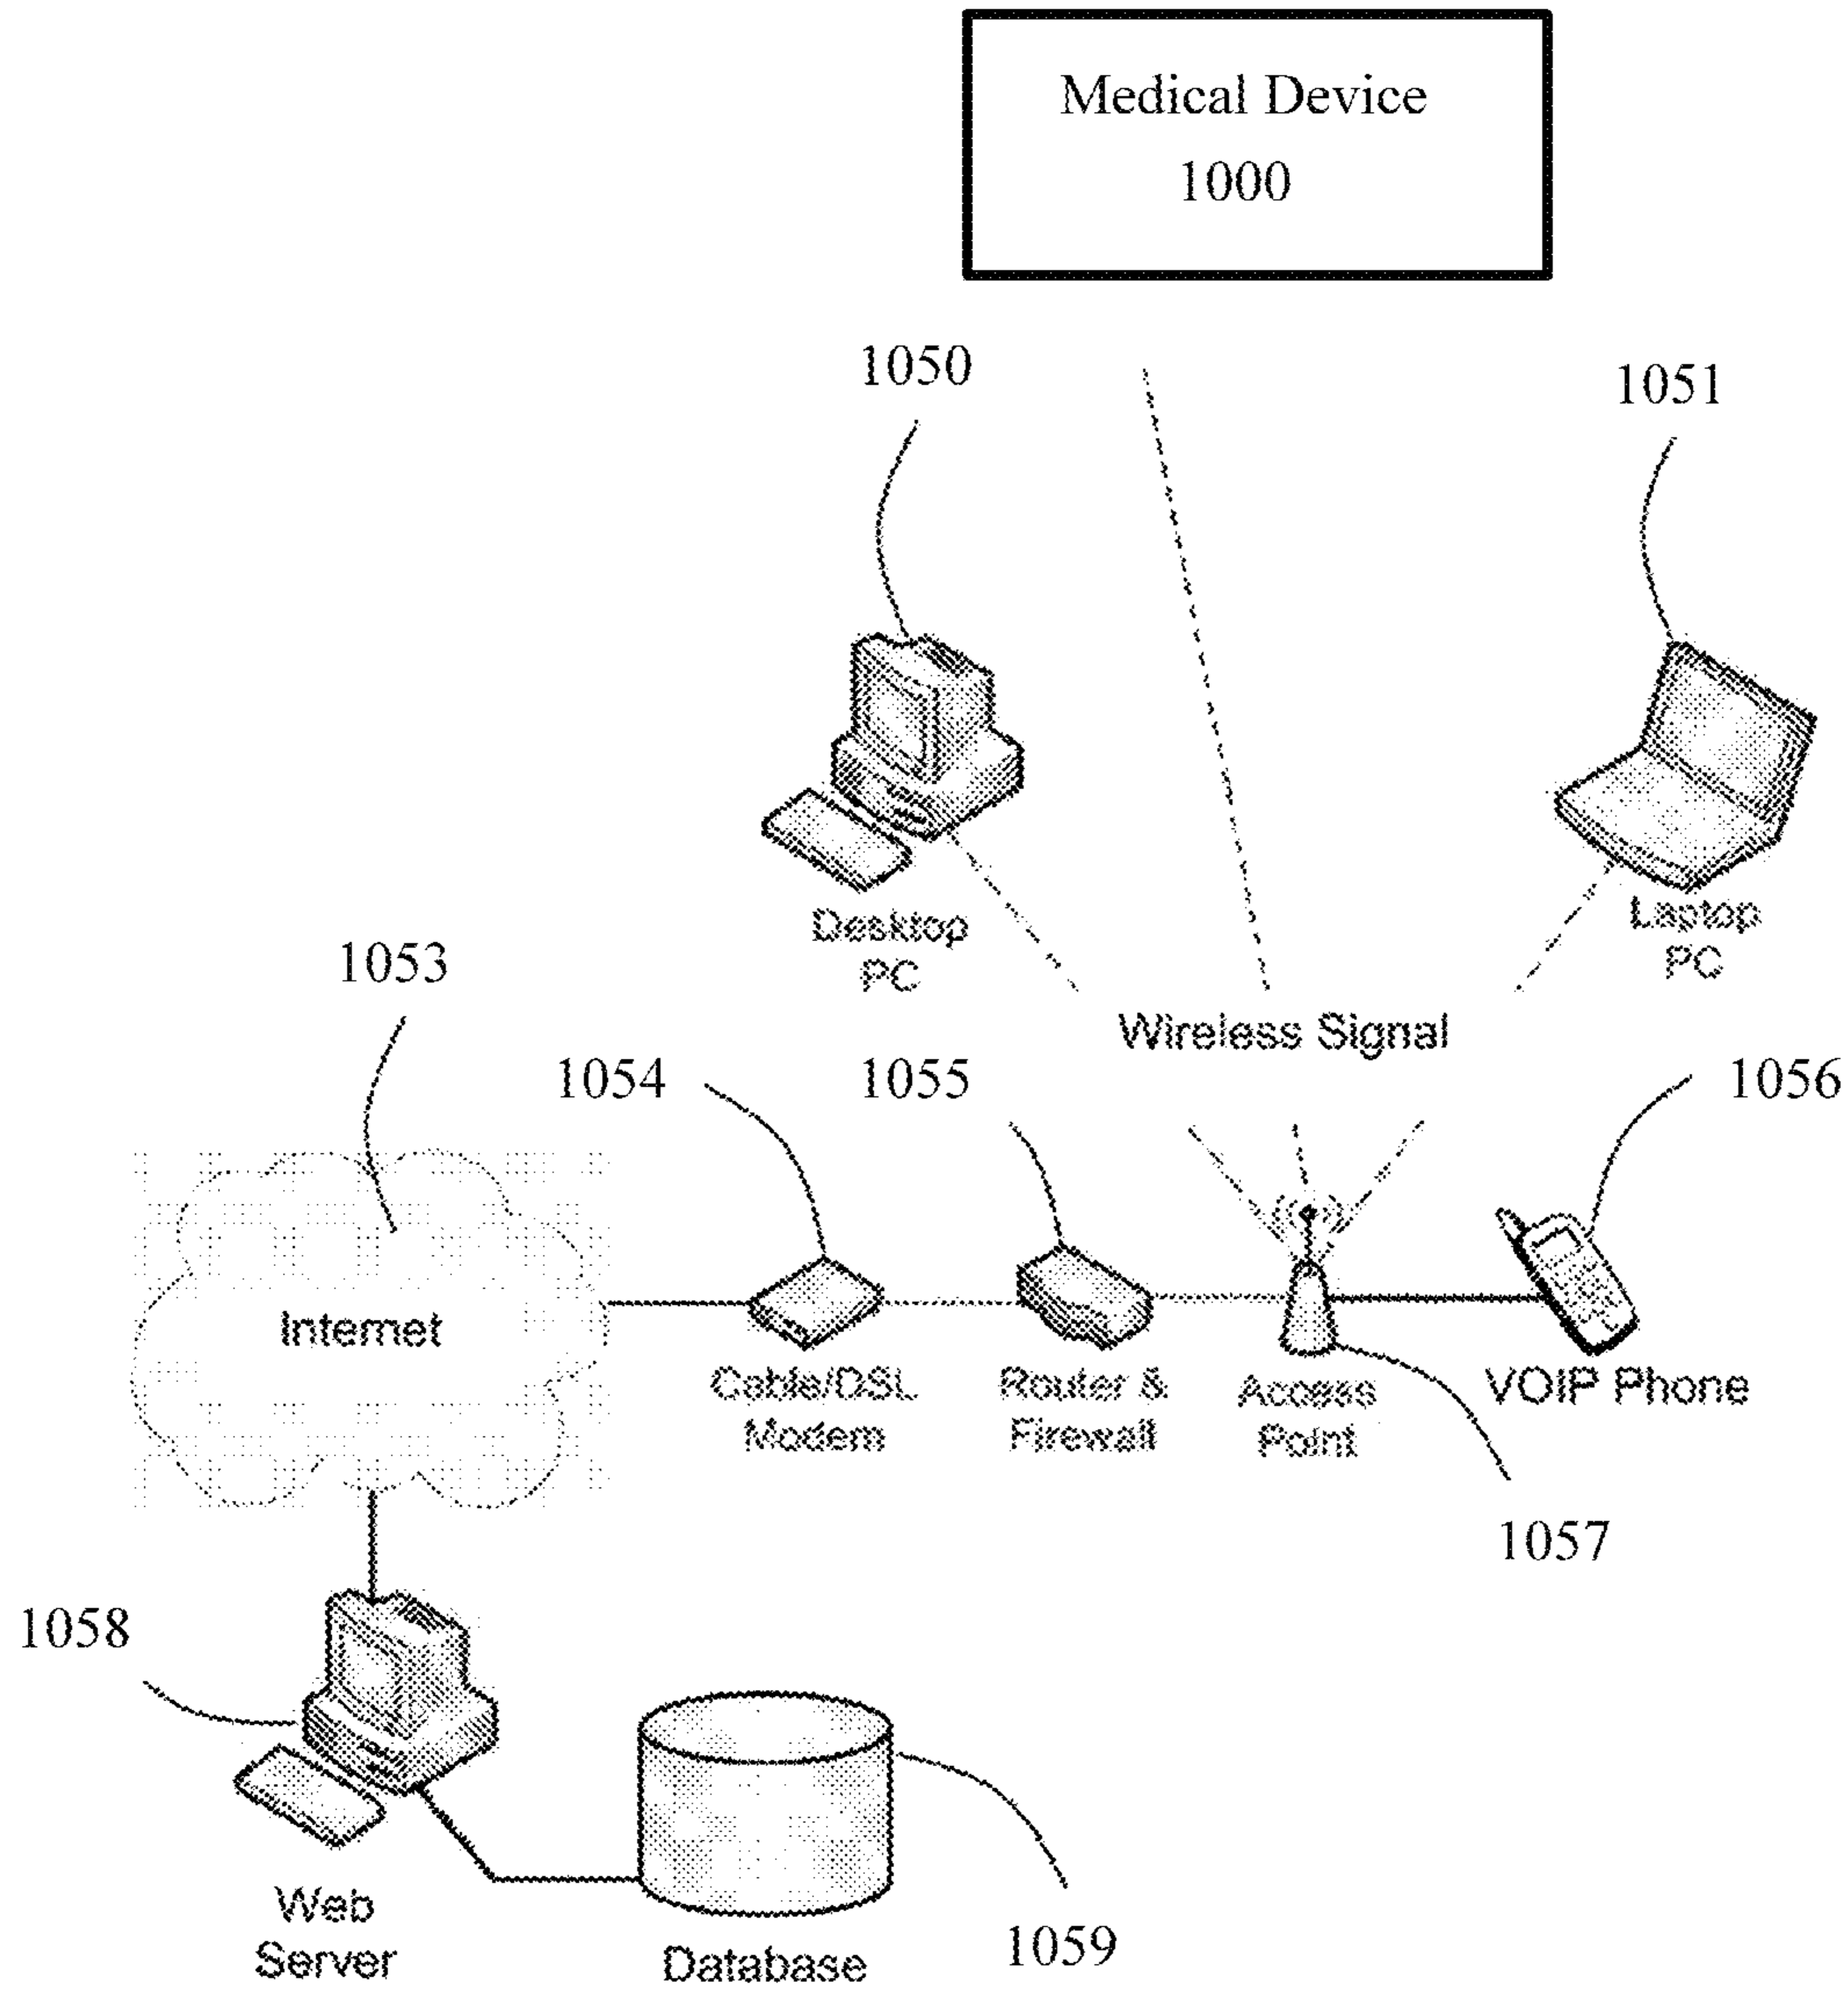 Medical Device
1000
1050
1051
Desktop
PC
Laptop
PC
1053
Wireless Signal
1054
1055
1056
Internet
Cable/DSL
Modem
Router &
Firewall
Access
Point
VOIP Phone
1057
1058
Web
Server
Database
1059